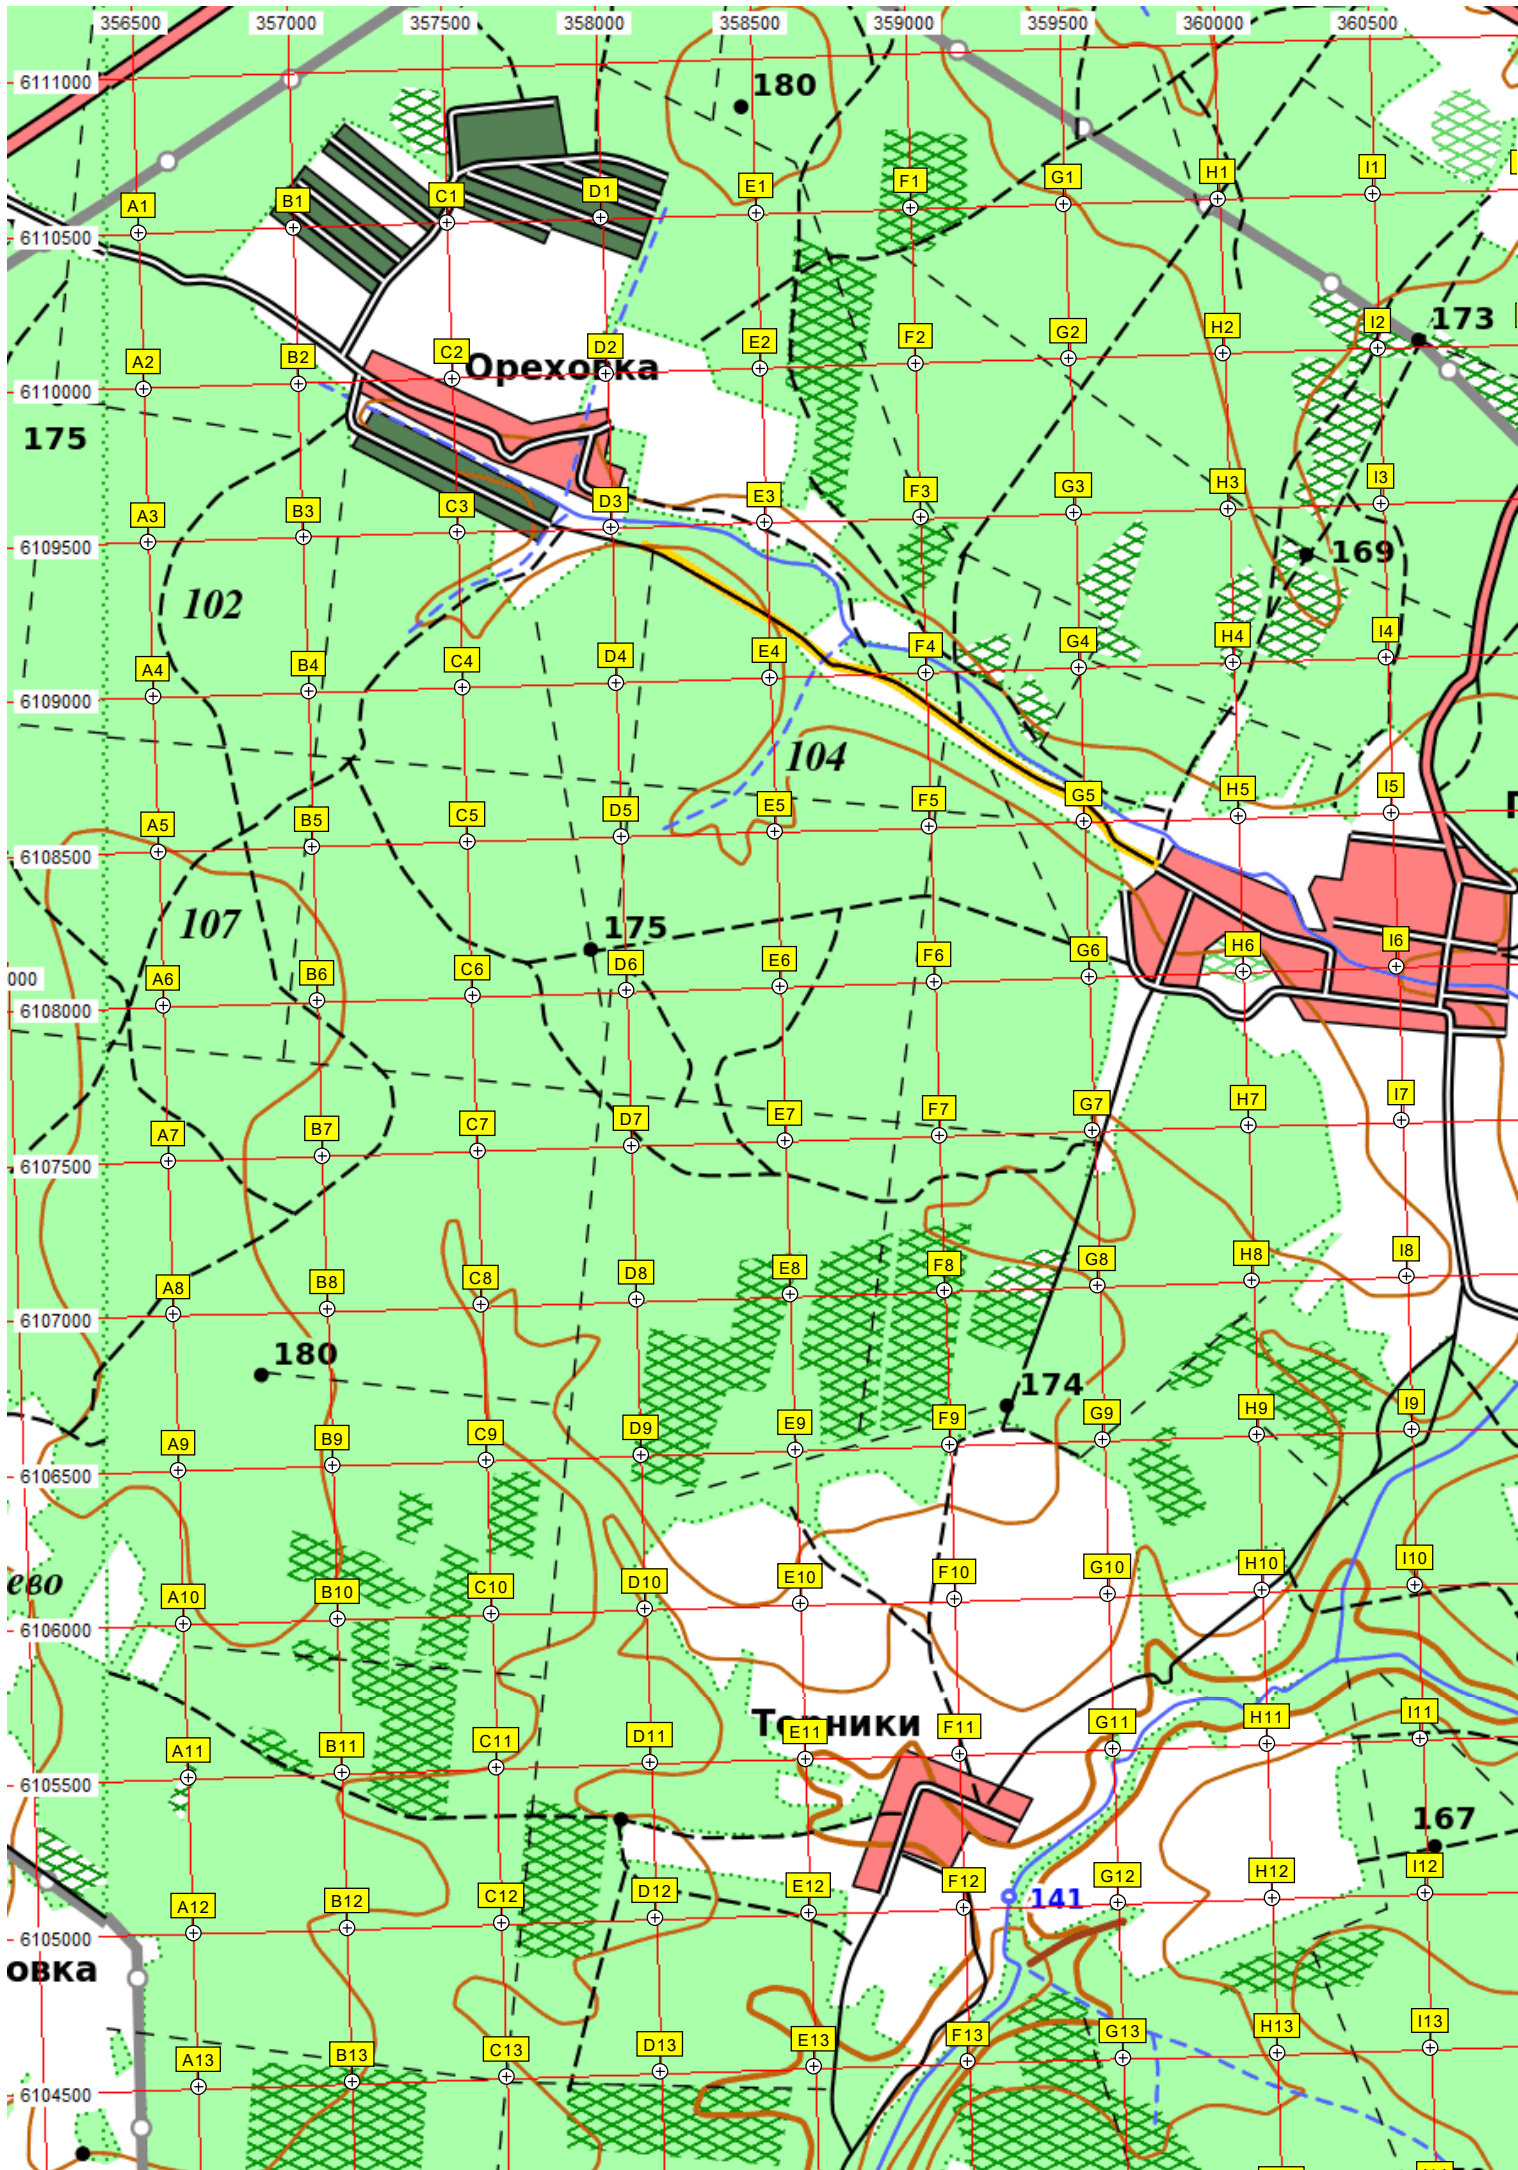 356500 357000 357500 358000 358500 359000 359500 360000 360500
6111000
180
A1 B1 C1 D1 E1 F1 G1 H1 I1
6110500
173
A2 B2 C2 D2 E2 F2 G2 H2 I2
Ореховка
6110000
175
A3 B3 C3 D3 E3 F3 G3 H3 I3
6109500
169
102
A4 B4 C4 D4 E4 F4 G4 H4 I4
6109000
104
A5 B5 C5 D5 E5 F5 G5 H5 I5
П
6108500
107
175
A6 B6 C6 D6 E6 F6 G6 H6 I6
000
6108000
A7 B7 C7 D7 E7 F7 G7 H7 I7
6107500
A8 B8 C8 D8 E8 F8 G8 H8 I8
6107000
180
174
A9 B9 C9 D9 E9 F9 G9 H9 I9
6106500
ево
A10 B10 C10 D10 E10 F10 G10 H10 I10
6106000
A11 B11 C11 D11 E11 F11 G11 H11 I11
6105500
167
A12 B12 C12 D12 E12 F12 G12 H12 I12
141
6105000
овка
A13 B13 C13 D13 E13 F13 G13 H13 I13
6104500